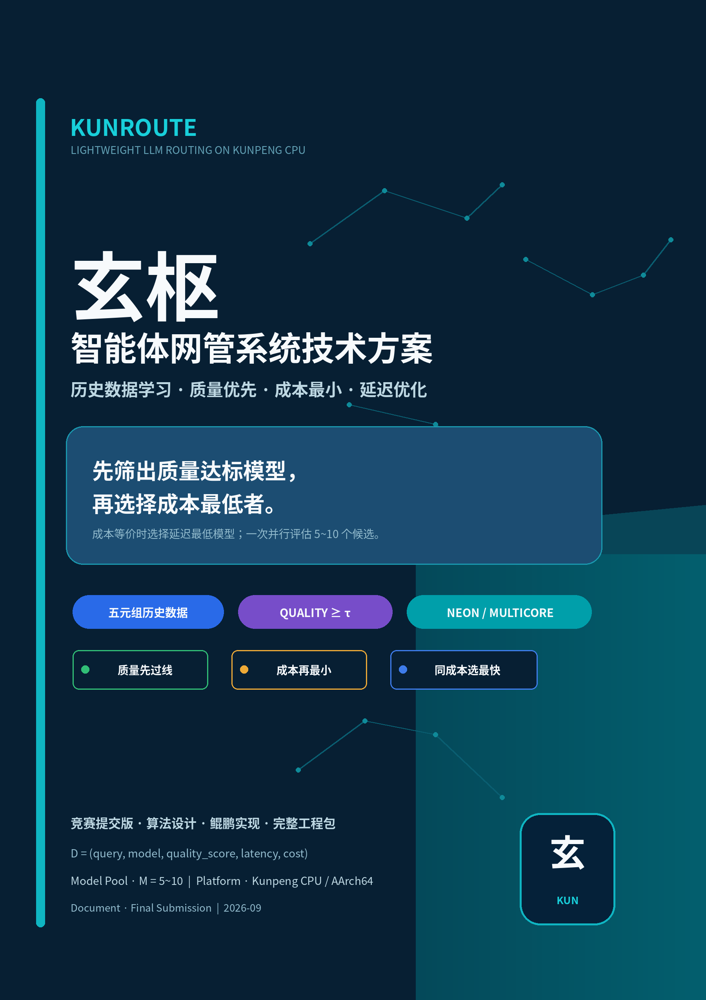 KUNROUTE
LIGHTWEIGHT LLM ROUTING ON KUNPENG CPU
玄枢
智能体网管系统技术方案
历史数据学习 · 质量优先 · 成本最小 · 延迟优化
先筛出质量达标模型，
再选择成本最低者。
成本等价时选择延迟最低模型；一次并行评估 5~10 个候选。
五元组历史数据
QUALITY ≥ τ
NEON / MULTICORE
质量先过线
成本再最小
同成本选最快
竞赛提交版 · 算法设计 · 鲲鹏实现 · 完整工程包
D = (query, model, quality_score, latency, cost)
Model Pool · M = 5~10 | Platform · Kunpeng CPU / AArch64
Document · Final Submission | 2026-09
玄
KUN